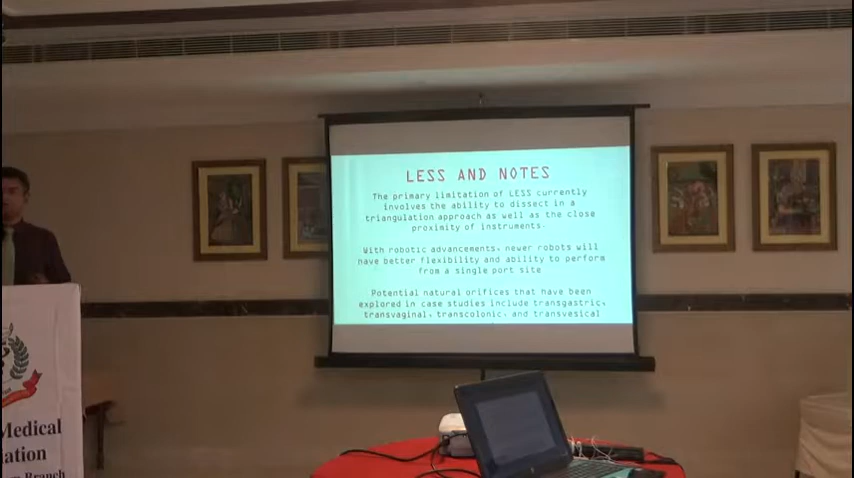 LESS AND NOTES
The primary limitation of LESS currently
involves the ability to dissect in a
triangulation approach as well as the close
proximity of instruments.
With robotic advancements, newer robots will
have better flexibility and ability to perform
from a single port site
Potential natural orifices that have been
explored in case studies include transgastric,
transvaginal, transcolonic, and transvesical
Medical
ation
Branch